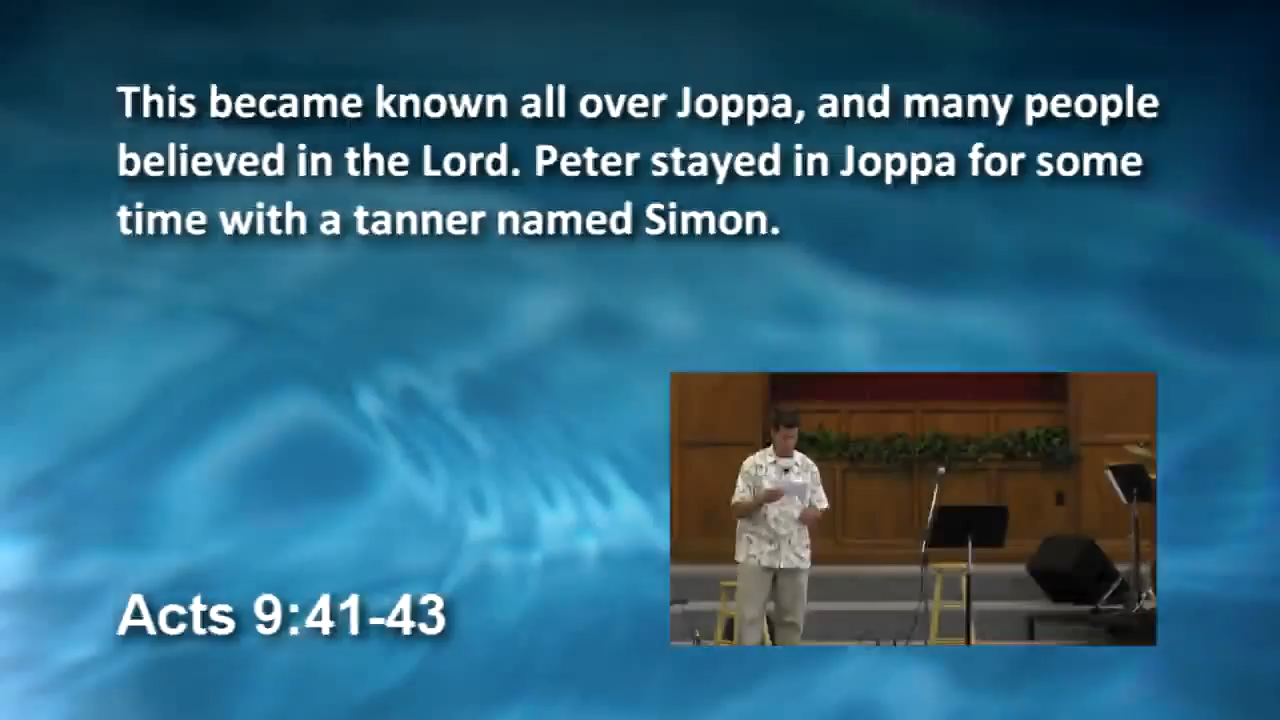 This became known all over Joppa, and many people
believed in the Lord. Peter stayed in Joppa for some
time with a tanner named Simon.
Acts 9:41-43